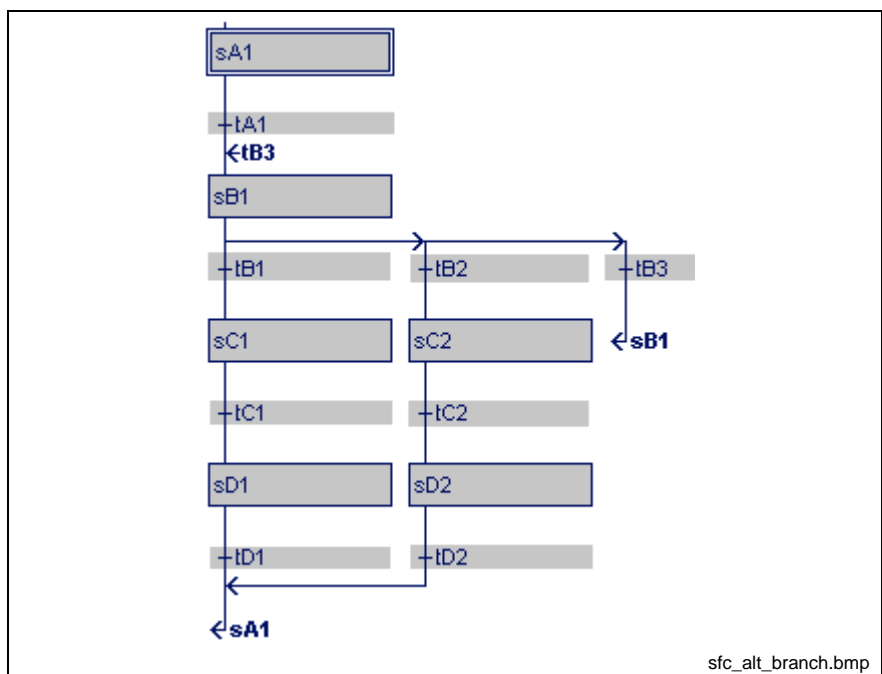 sA1
tA1
tB3
sB1
tB1 tB2 tB3
sC1 sC2 sB1
tC1 tC2
sD1 sD2
tD1 tD2
sA1
sfc_alt_branch.bmp